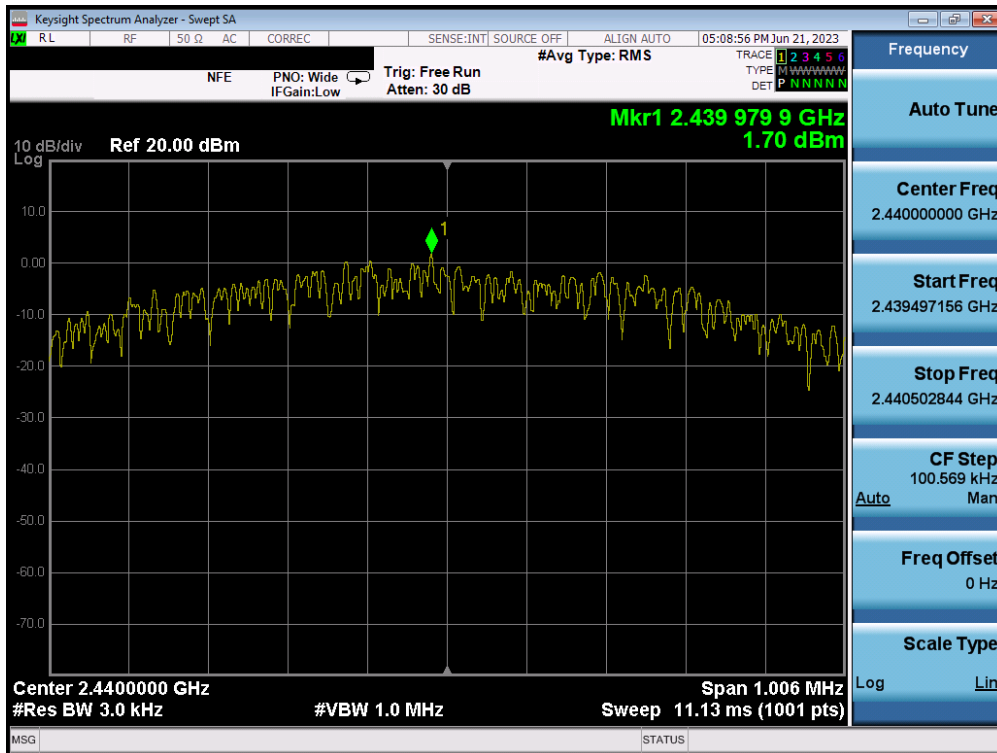 Keysight Spectrum Analyzer - Swept SA
LXI RL RF 50 Ω AC CORREC SENSE:INT SOURCE OFF ALIGN AUTO 05:08:56 PM Jun 21, 2023
Frequency
#Avg Type: RMS
TRACE 1 2 3 4 5 6
NFE PNO: Wide Trig: Free Run TYPE M WWWWW
IFGain:Low Atten: 30 dB DET P N N N N N
Auto Tune
Mkr1 2.439 979 9 GHz
10 dB/div Ref 20.00 dBm 1.70 dBm
Log
Center Freq
2.440000000 GHz
10.0
1
0.00
Start Freq
2.439497156 GHz
-10.0
-20.0
Stop Freq
2.440502844 GHz
-30.0
-40.0
CF Step
100.569 kHz
Auto Man
-50.0
Freq Offset
0 Hz
-60.0
-70.0
Scale Type
Log Lin
Center 2.4400000 GHz Span 1.006 MHz
#Res BW 3.0 kHz #VBW 1.0 MHz Sweep 11.13 ms (1001 pts)
MSG STATUS